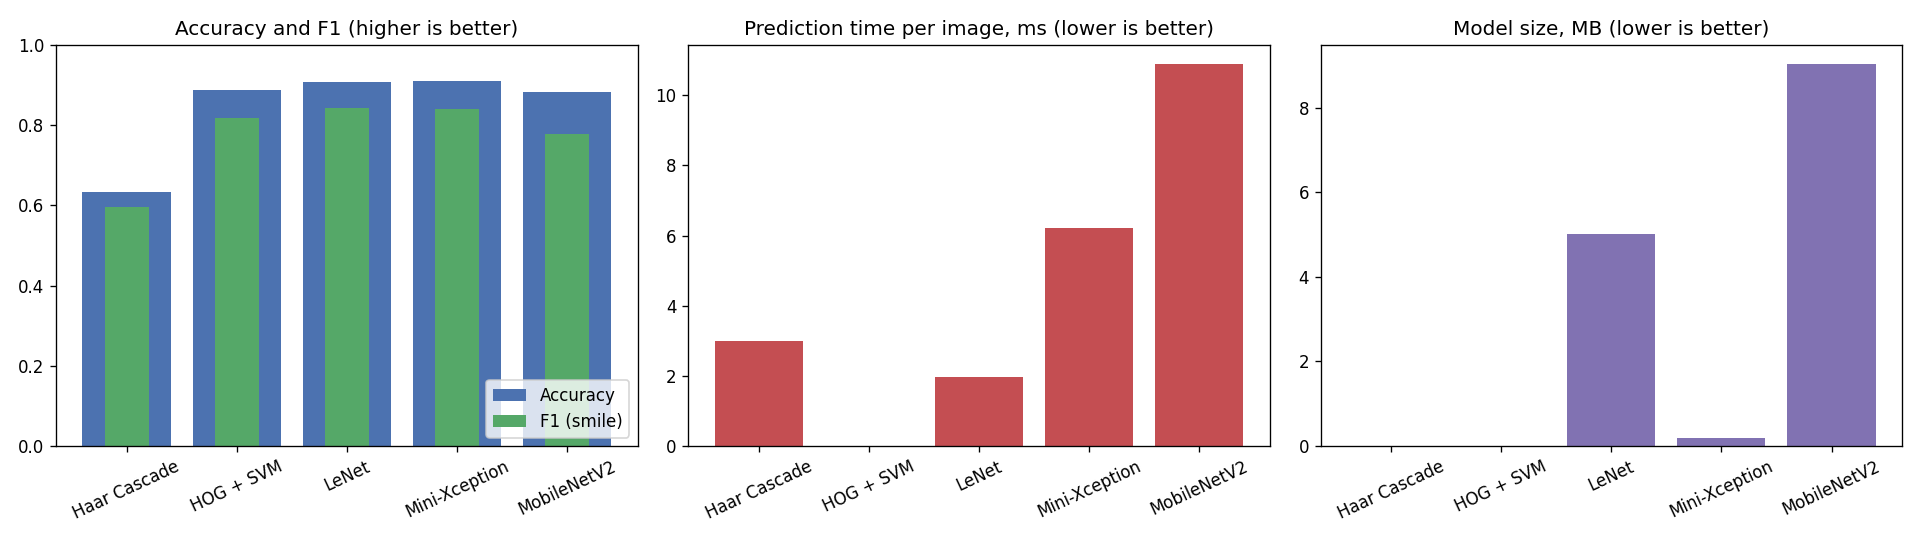 Accuracy and F1 (higher is better)
1.0
0.8
0.6
0.4
0.2
0.0
Haar Cascade
HOG + SVM
LeNet
Mini-Xception
MobileNetV2
Accuracy
F1 (smile)
Prediction time per image, ms (lower is better)
10
8
6
4
2
0
Haar Cascade
HOG + SVM
LeNet
Mini-Xception
MobileNetV2
Model size, MB (lower is better)
8
6
4
2
0
Haar Cascade
HOG + SVM
LeNet
Mini-Xception
MobileNetV2